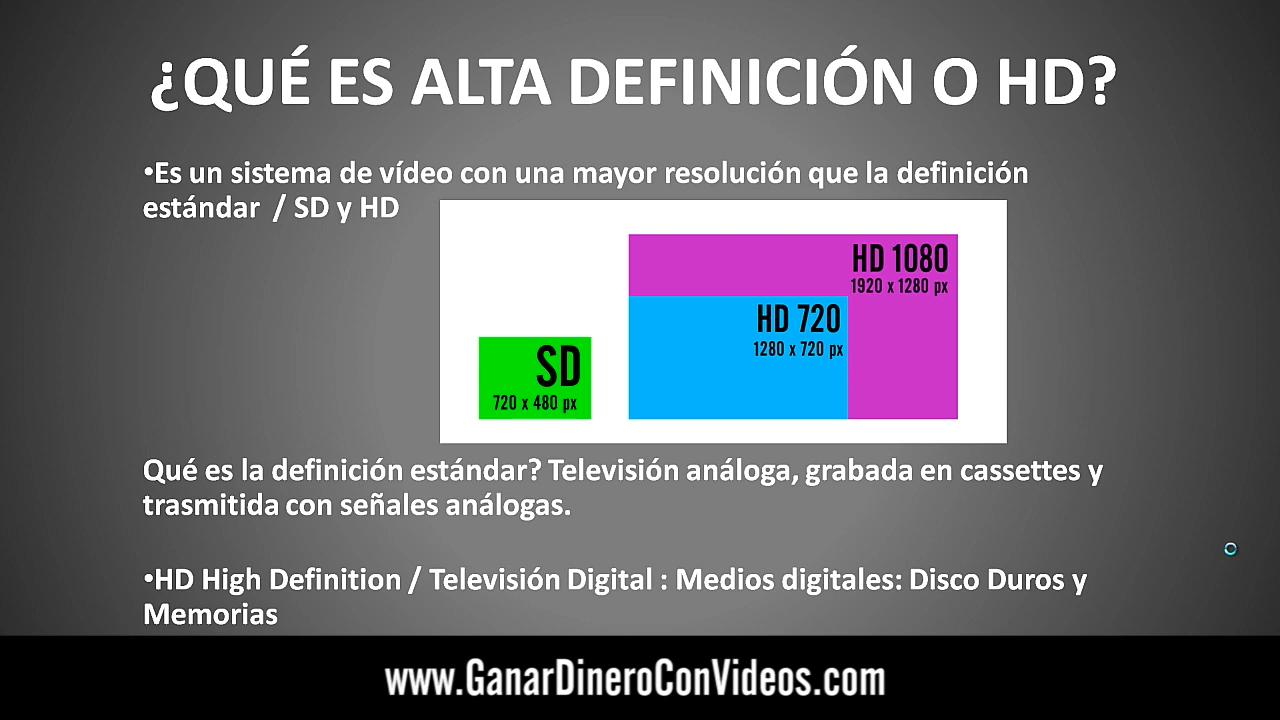 ¿QUÉ ES ALTA DEFINICIÓN O HD?
•Es un sistema de vídeo con una mayor resolución que la definición
estándar / SD y HD
HD 1080
1920 x 1280 px
HD 720
1280 x 720 px
SD
720 x 480 px
Qué es la definición estándar? Televisión análoga, grabada en cassettes y
trasmitida con señales análogas.
•HD High Definition / Televisión Digital : Medios digitales: Disco Duros y
Memorias
www.GanarDineroConVideos.com